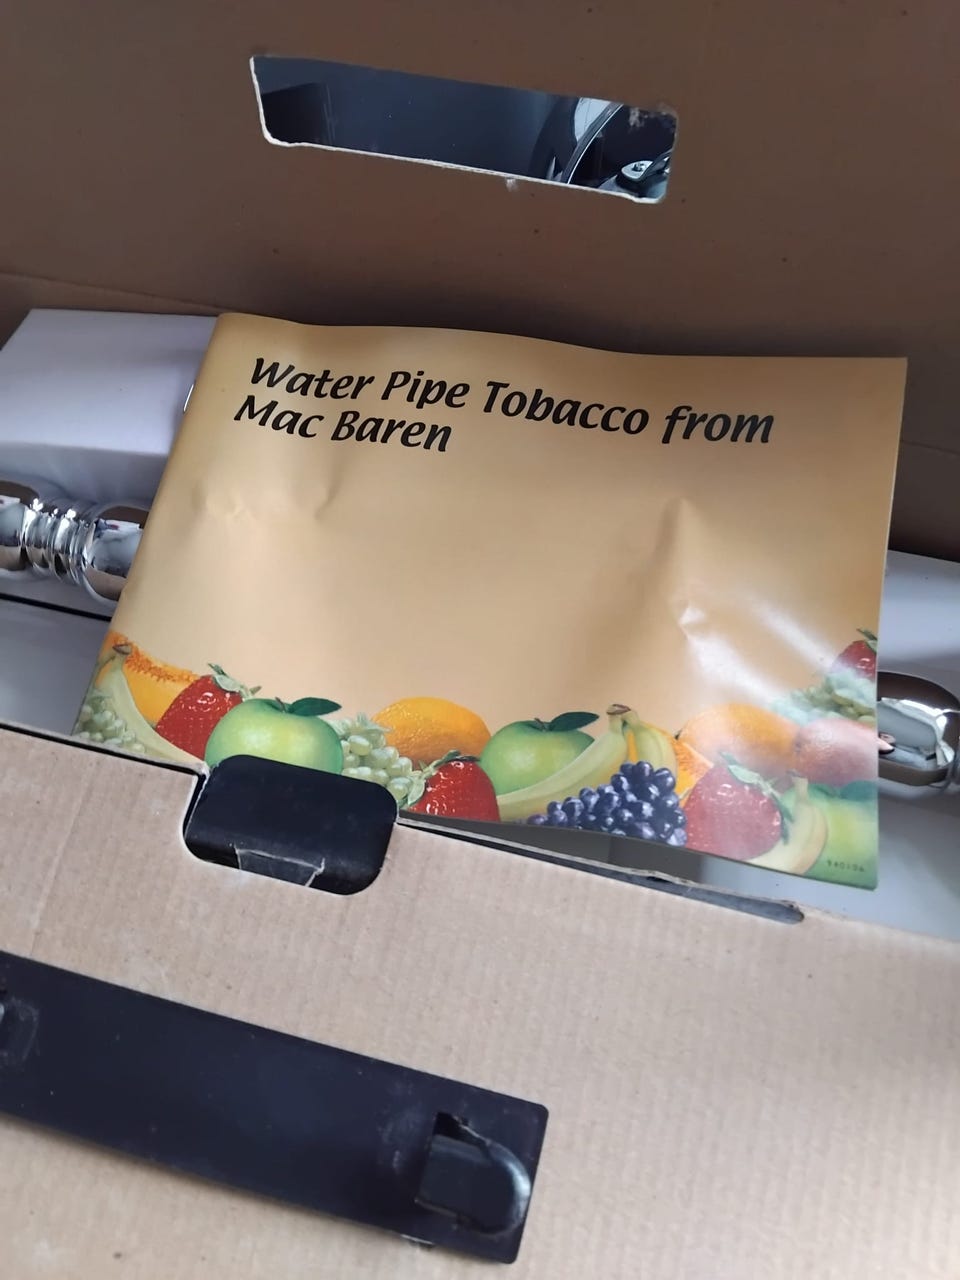 Water Pipe Tobacco from
Mac Baren